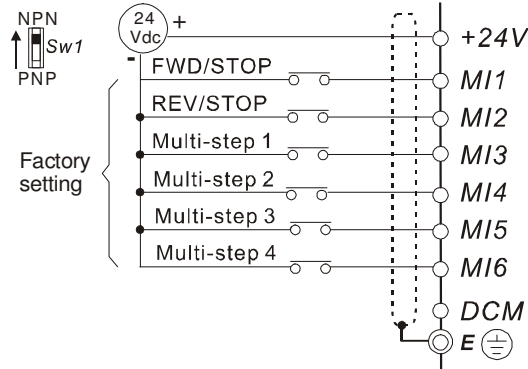 NPN
Sw1
PNP
24
Vdc
+
-
+24V
FWD/STOP
MI1
REV/STOP
MI2
Multi-step 1
MI3
Factory
setting
Multi-step 2
MI4
Multi-step 3
MI5
Multi-step 4
MI6
DCM
E